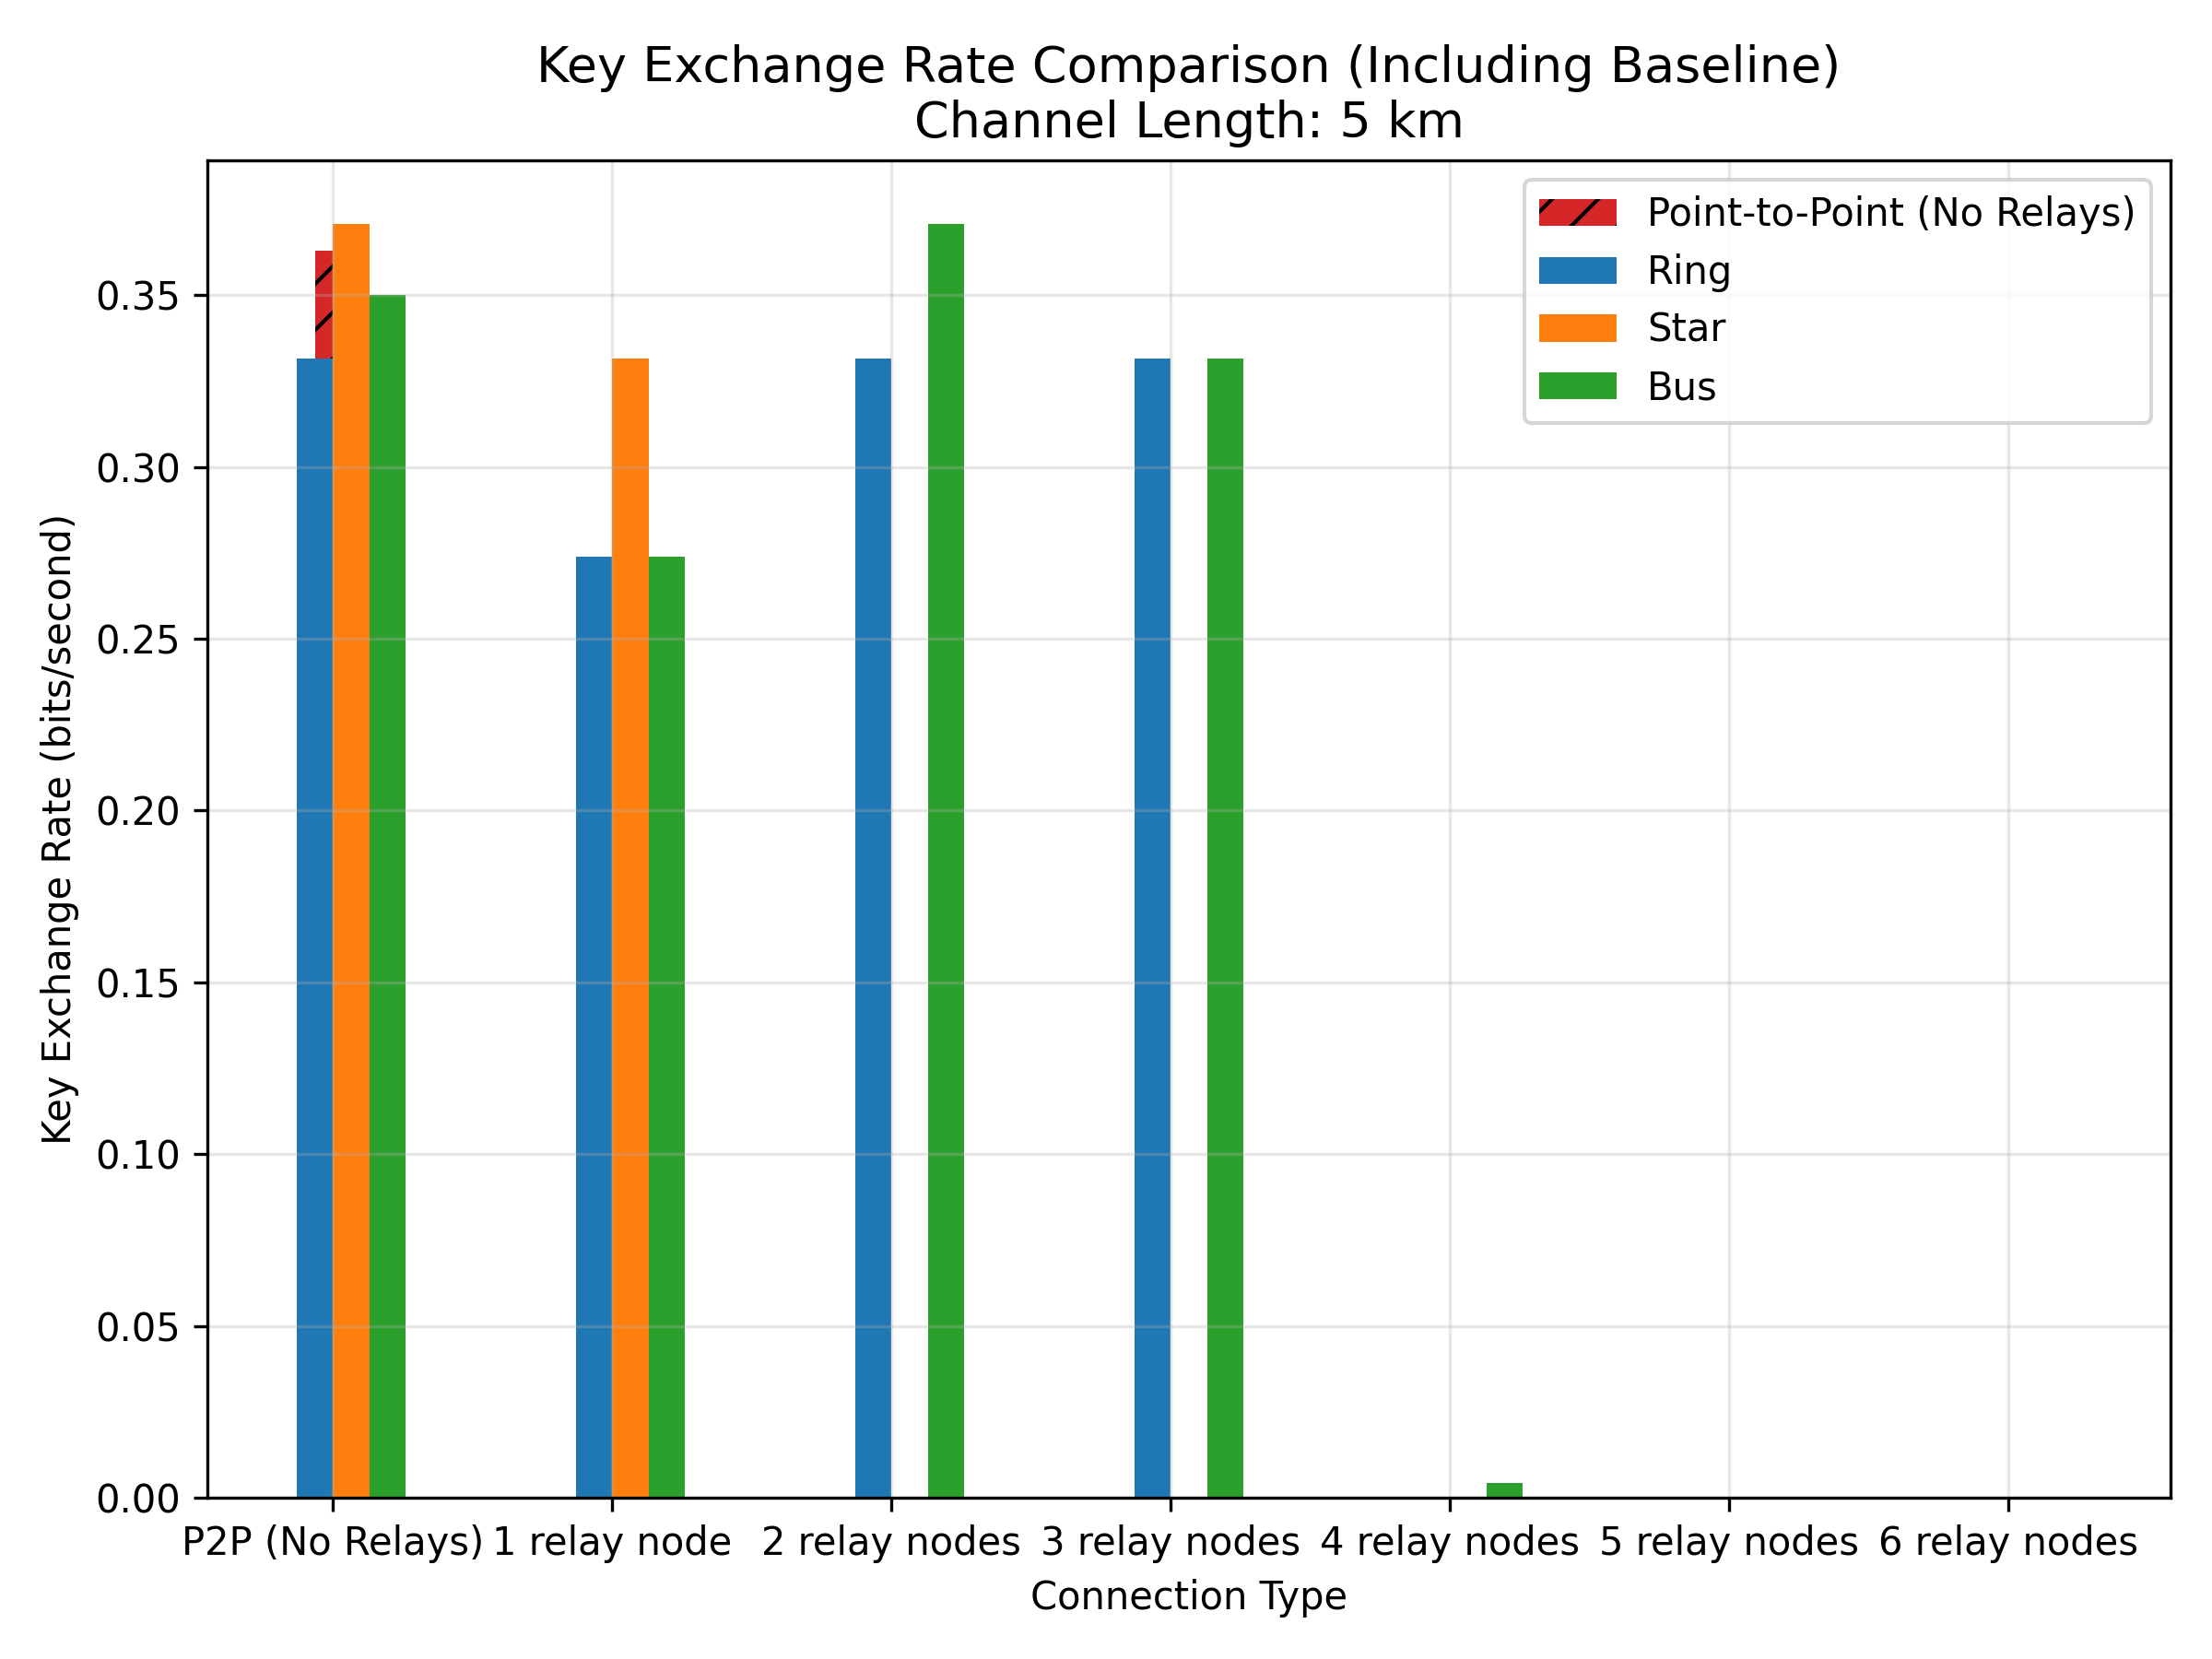 Key Exchange Rate Comparison (Including Baseline)
Channel Length: 5 km
Point-to-Point (No Relays)
Ring
Star
Bus
Key Exchange Rate (bits/second)
0.35
0.30
0.25
0.20
0.15
0.10
0.05
0.00
P2P (No Relays) 1 relay node 2 relay nodes 3 relay nodes 4 relay nodes 5 relay nodes 6 relay nodes
Connection Type